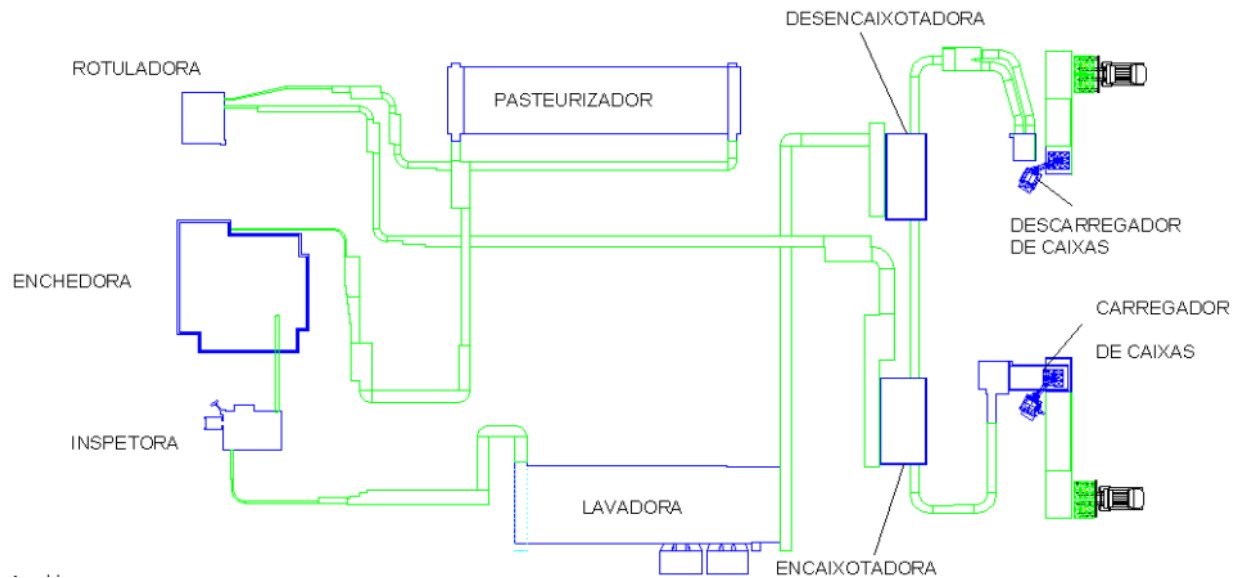 DESENCAIXOTADORA
ROTULADORA
PASTEURIZADOR
DESCARREGADOR
DE CAIXAS
ENCHEDORA
CARREGADOR
DE CAIXAS
INSPETORA
LAVADORA
ENCAIXOTADORA